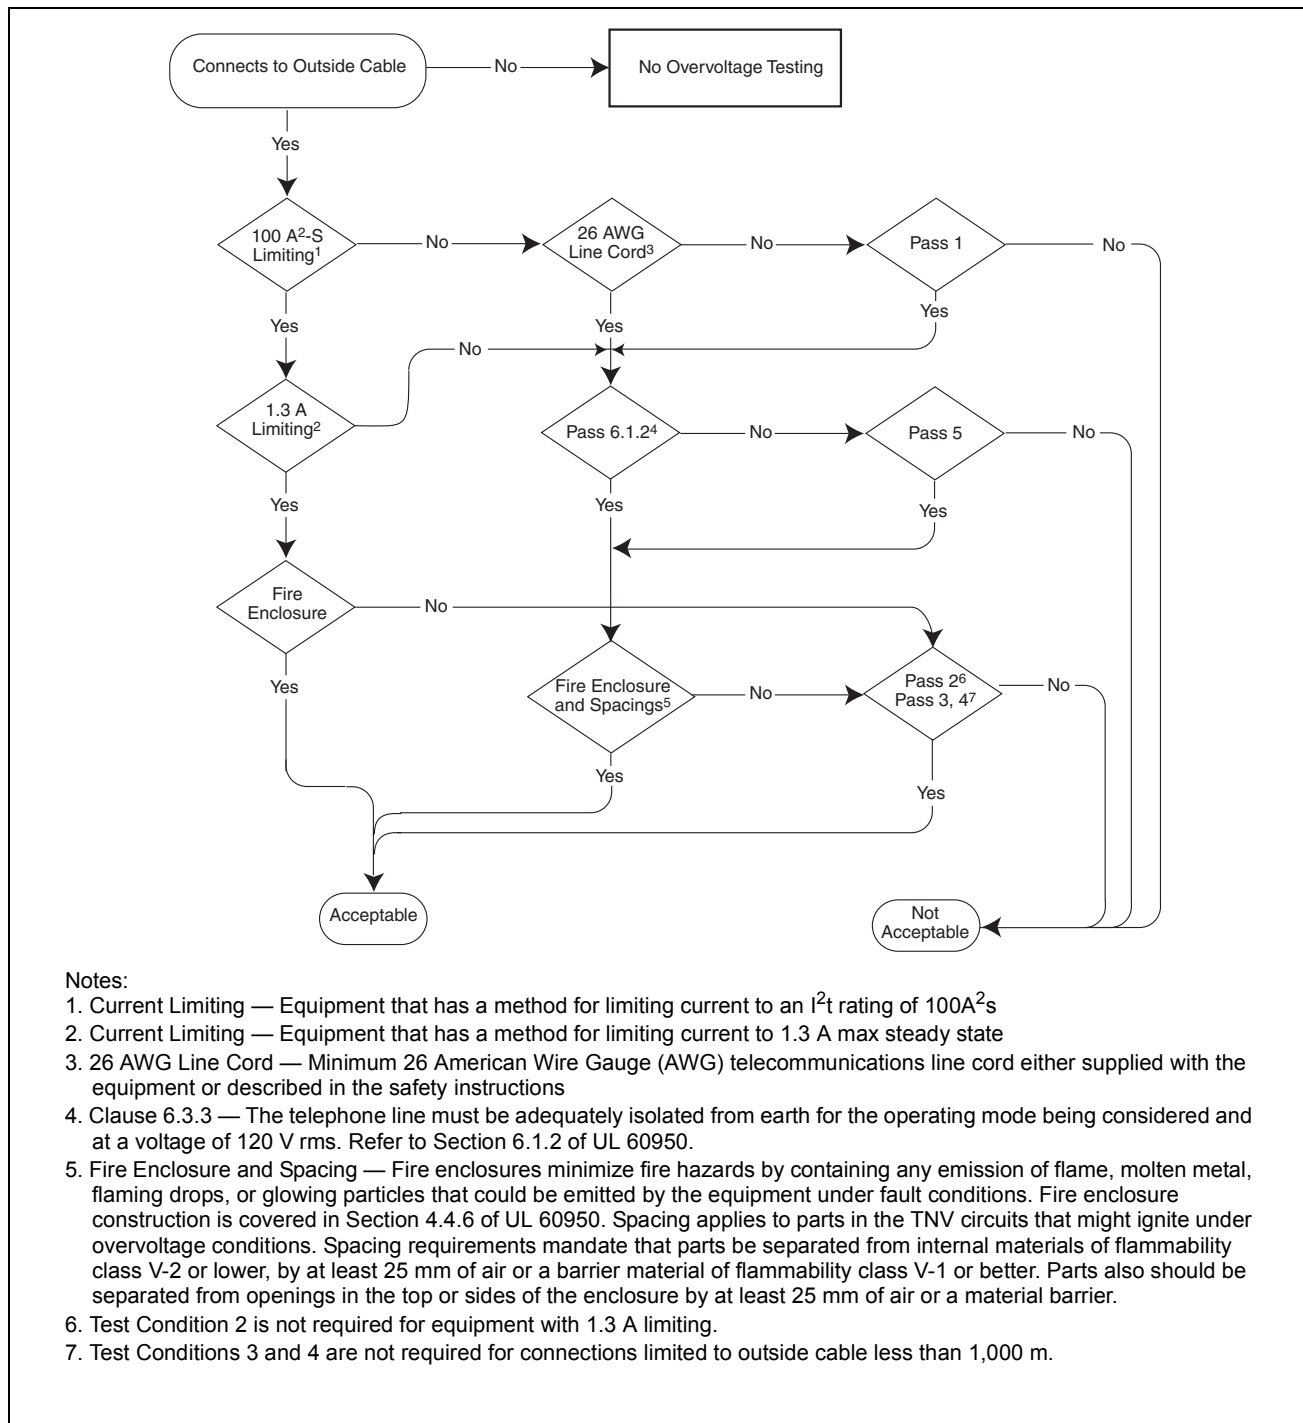 Connects to Outside Cable
No
No Overvoltage Testing
Yes
100 A²-S
Limiting¹
No
26 AWG
Line Cord³
No
Pass 1
No
Yes
Yes
Yes
No
1.3 A
Limiting²
Pass 6.1.2⁴
No
Pass 5
No
Yes
Yes
Yes
Fire
Enclosure
No
Yes
Fire Enclosure
and Spacings⁵
No
Pass 2⁶
Pass 3, 4⁷
No
Yes
Yes
Acceptable
Not
Acceptable
Notes:
1. Current Limiting — Equipment that has a method for limiting current to an I²t rating of 100A²s
2. Current Limiting — Equipment that has a method for limiting current to 1.3 A max steady state
3. 26 AWG Line Cord — Minimum 26 American Wire Gauge (AWG) telecommunications line cord either supplied with the
equipment or described in the safety instructions
4. Clause 6.3.3 — The telephone line must be adequately isolated from earth for the operating mode being considered and
at a voltage of 120 V rms. Refer to Section 6.1.2 of UL 60950.
5. Fire Enclosure and Spacing — Fire enclosures minimize fire hazards by containing any emission of flame, molten metal,
flaming drops, or glowing particles that could be emitted by the equipment under fault conditions. Fire enclosure
construction is covered in Section 4.4.6 of UL 60950. Spacing applies to parts in the TNV circuits that might ignite under
overvoltage conditions. Spacing requirements mandate that parts be separated from internal materials of flammability
class V-2 or lower, by at least 25 mm of air or a barrier material of flammability class V-1 or better. Parts also should be
separated from openings in the top or sides of the enclosure by at least 25 mm of air or a material barrier.
6. Test Condition 2 is not required for equipment with 1.3 A limiting.
7. Test Conditions 3 and 4 are not required for connections limited to outside cable less than 1,000 m.